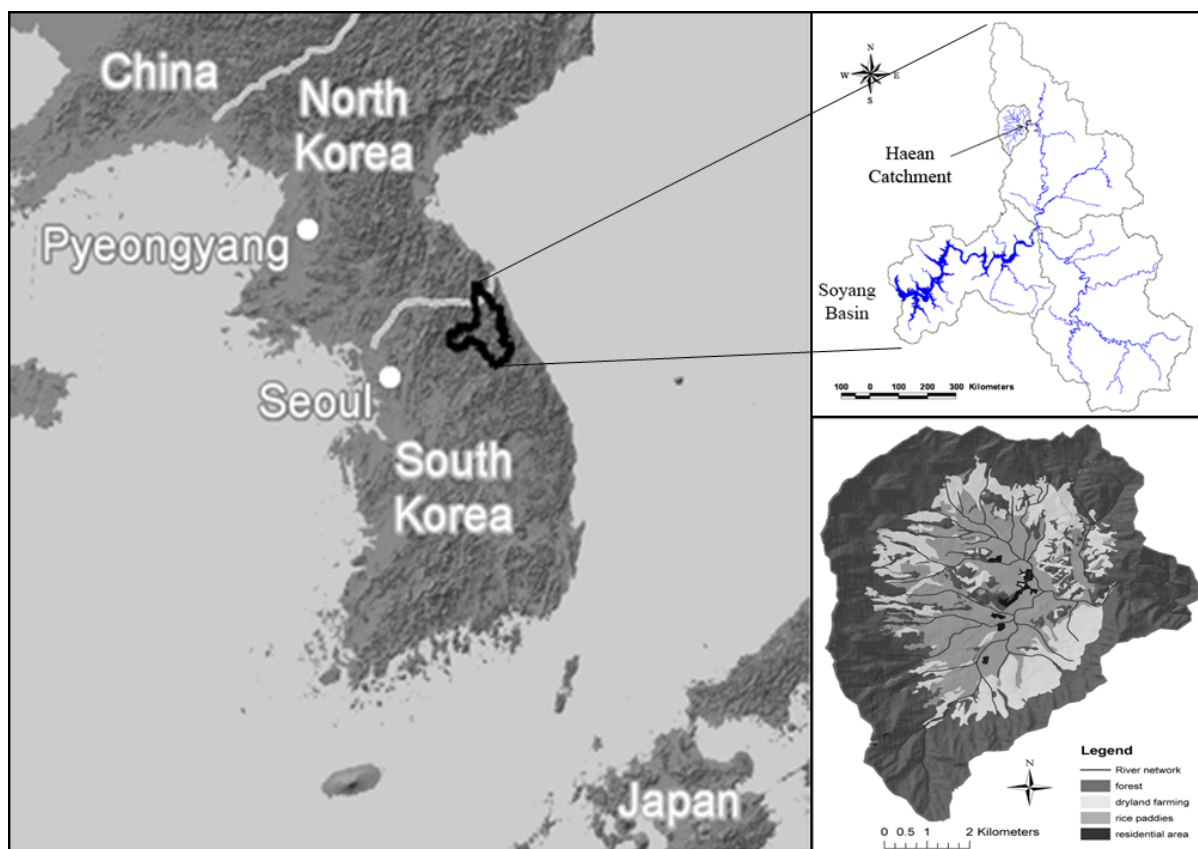 China
North
Korea
Pyeongyang
Seoul
South
Korea
Japan
N
W E
S
Haean
Catchment
Soyang
Basin
100 0 100 200 300 Kilometers
Legend
N
River network
forest
dryland farming
rice paddies
residential area
0 0.5 1 2 Kilometers